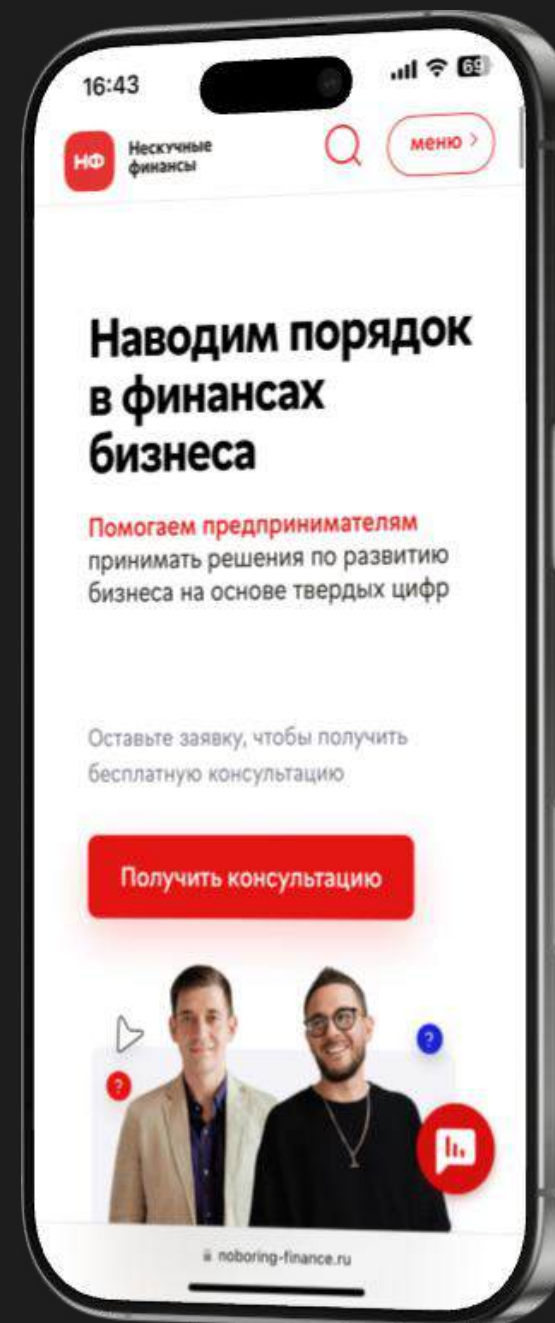 16:43
69
НФ
Нескучные
финансы
меню >
Наводим порядок
в финансах
бизнеса
Помогаем предпринимателям
принимать решения по развитию
бизнеса на основе твердых цифр
Оставьте заявку, чтобы получить
бесплатную консультацию
Получить консультацию
?
?
noboring-finance.ru